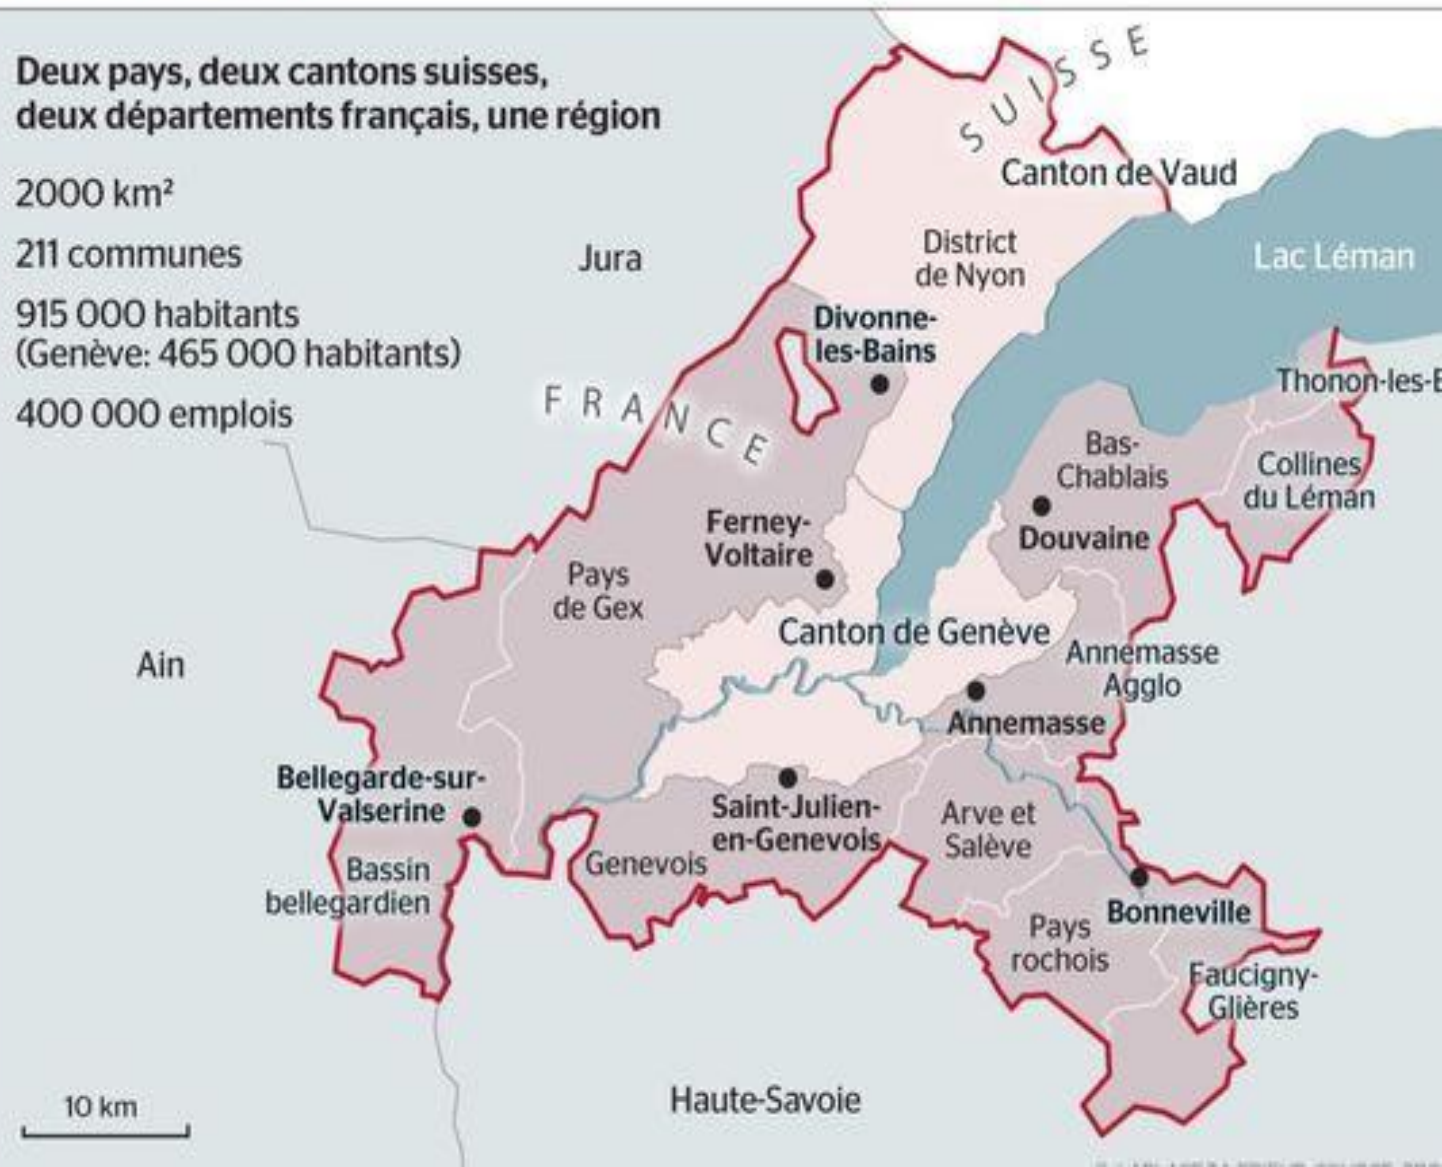 Deux pays, deux cantons suisses,
deux départements français, une région
2000 km²
211 communes
915 000 habitants
(Genève: 465 000 habitants)
400 000 emplois
SUISSE
Canton de Vaud
District
de Nyon
Lac Léman
Jura
Divonne-
les-Bains
FRANCE
Thonon-les-B
Bas-
Chablais
Collines
du Léman
Douvaine
Ferney-
Voltaire
Pays
de Gex
Canton de Genève
Annemasse
Agglo
Ain
Annemasse
Bellegarde-sur-
Valserine
Saint-Julien-
en-Genevois
Arve et
Salève
Bassin
bellegardien
Genevois
Bonneville
Pays
rochois
Faucigny-
Glières
Haute-Savoie
10 km